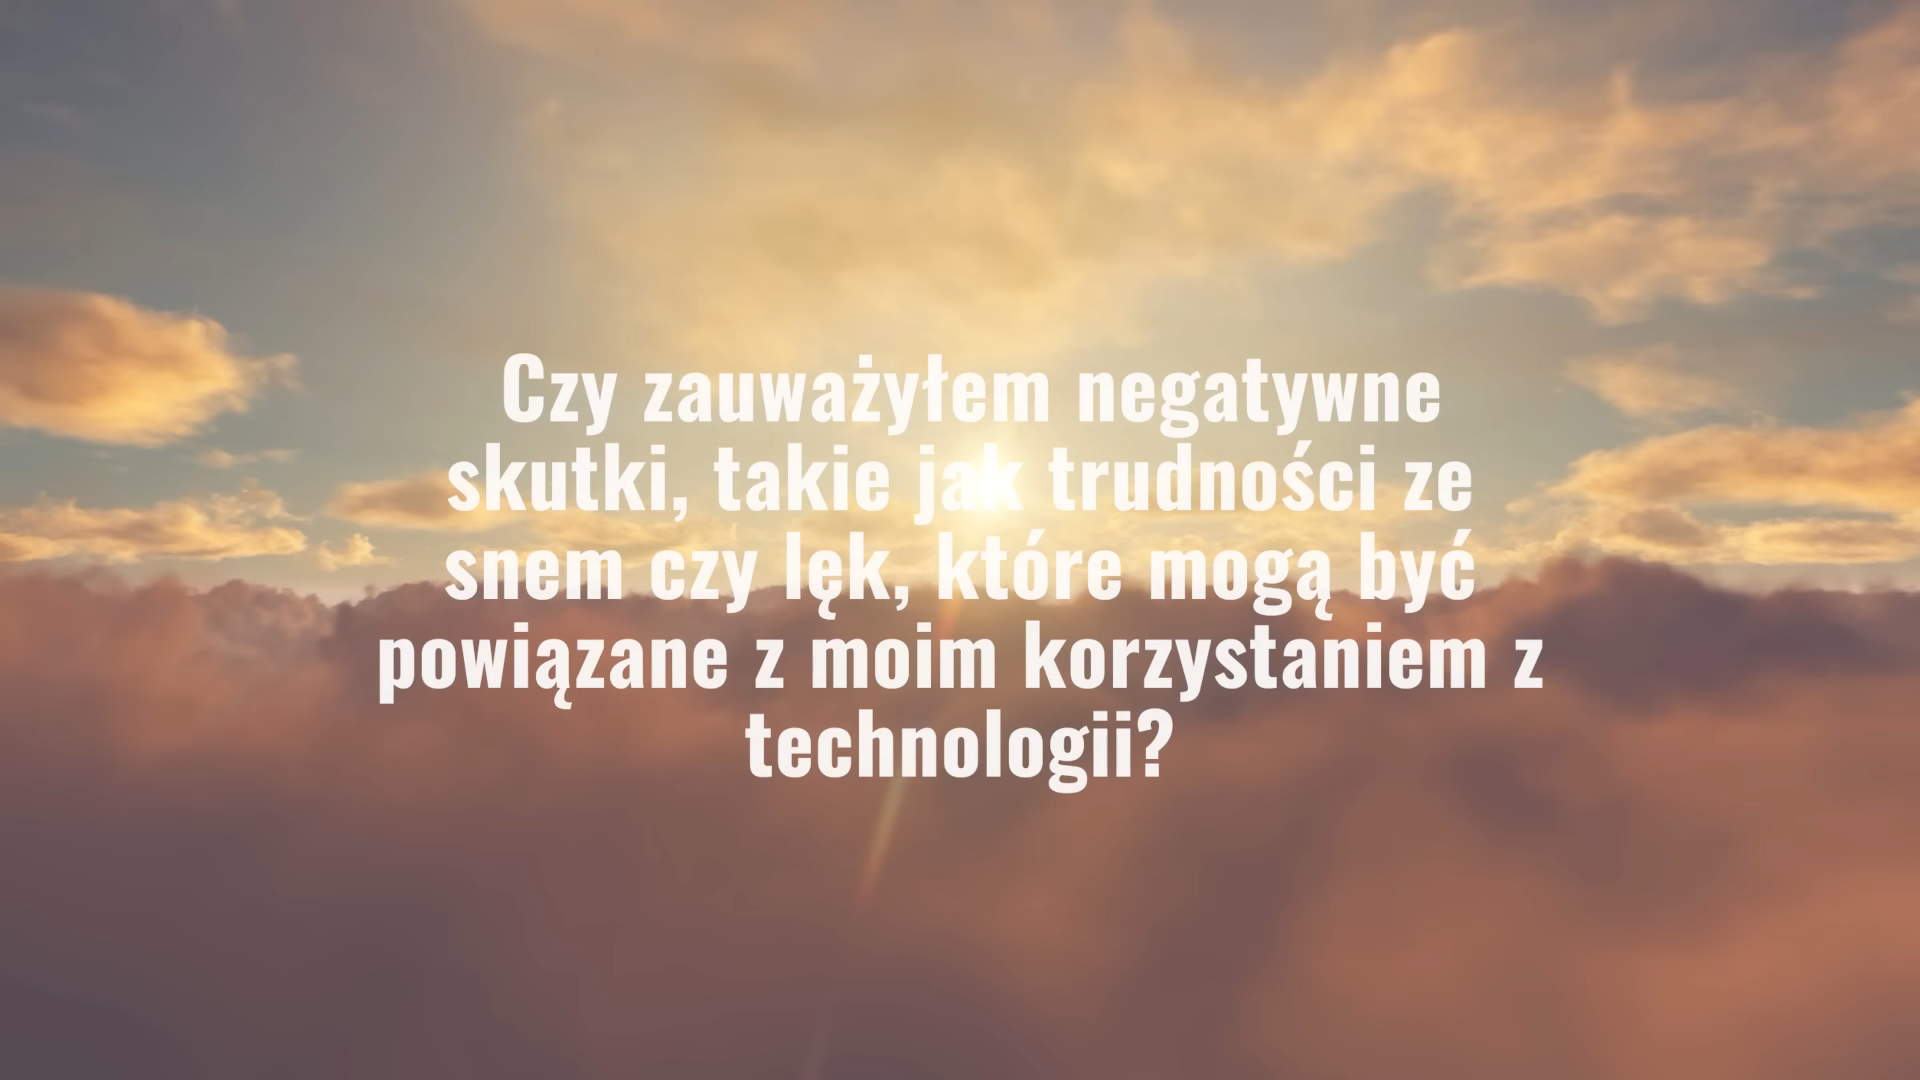 Czy zauważyłem negatywne
skutki, takie jak trudności ze
snem czy lęk, które mogą być
powiązane z moim korzystaniem z
technologii?